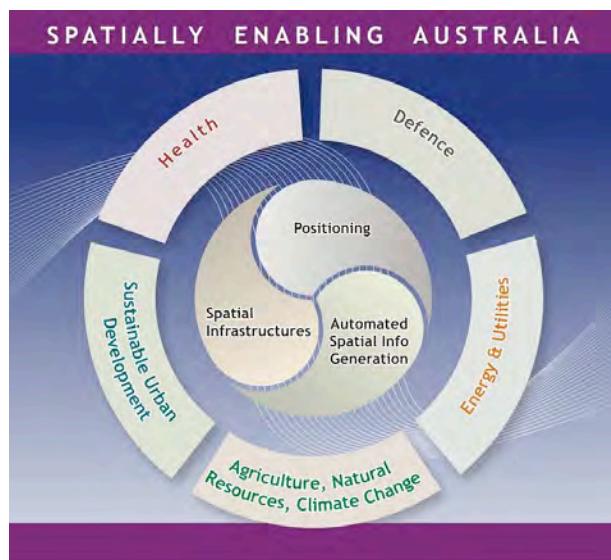 SPATIALLY ENABLING AUSTRALIA
Health
Defence
Positioning
Spatial
Infrastructures
Automated
Spatial Info
Generation
Sustainable Urban
Development
Energy & Utilities
Agriculture, Natural
Resources, Climate Change